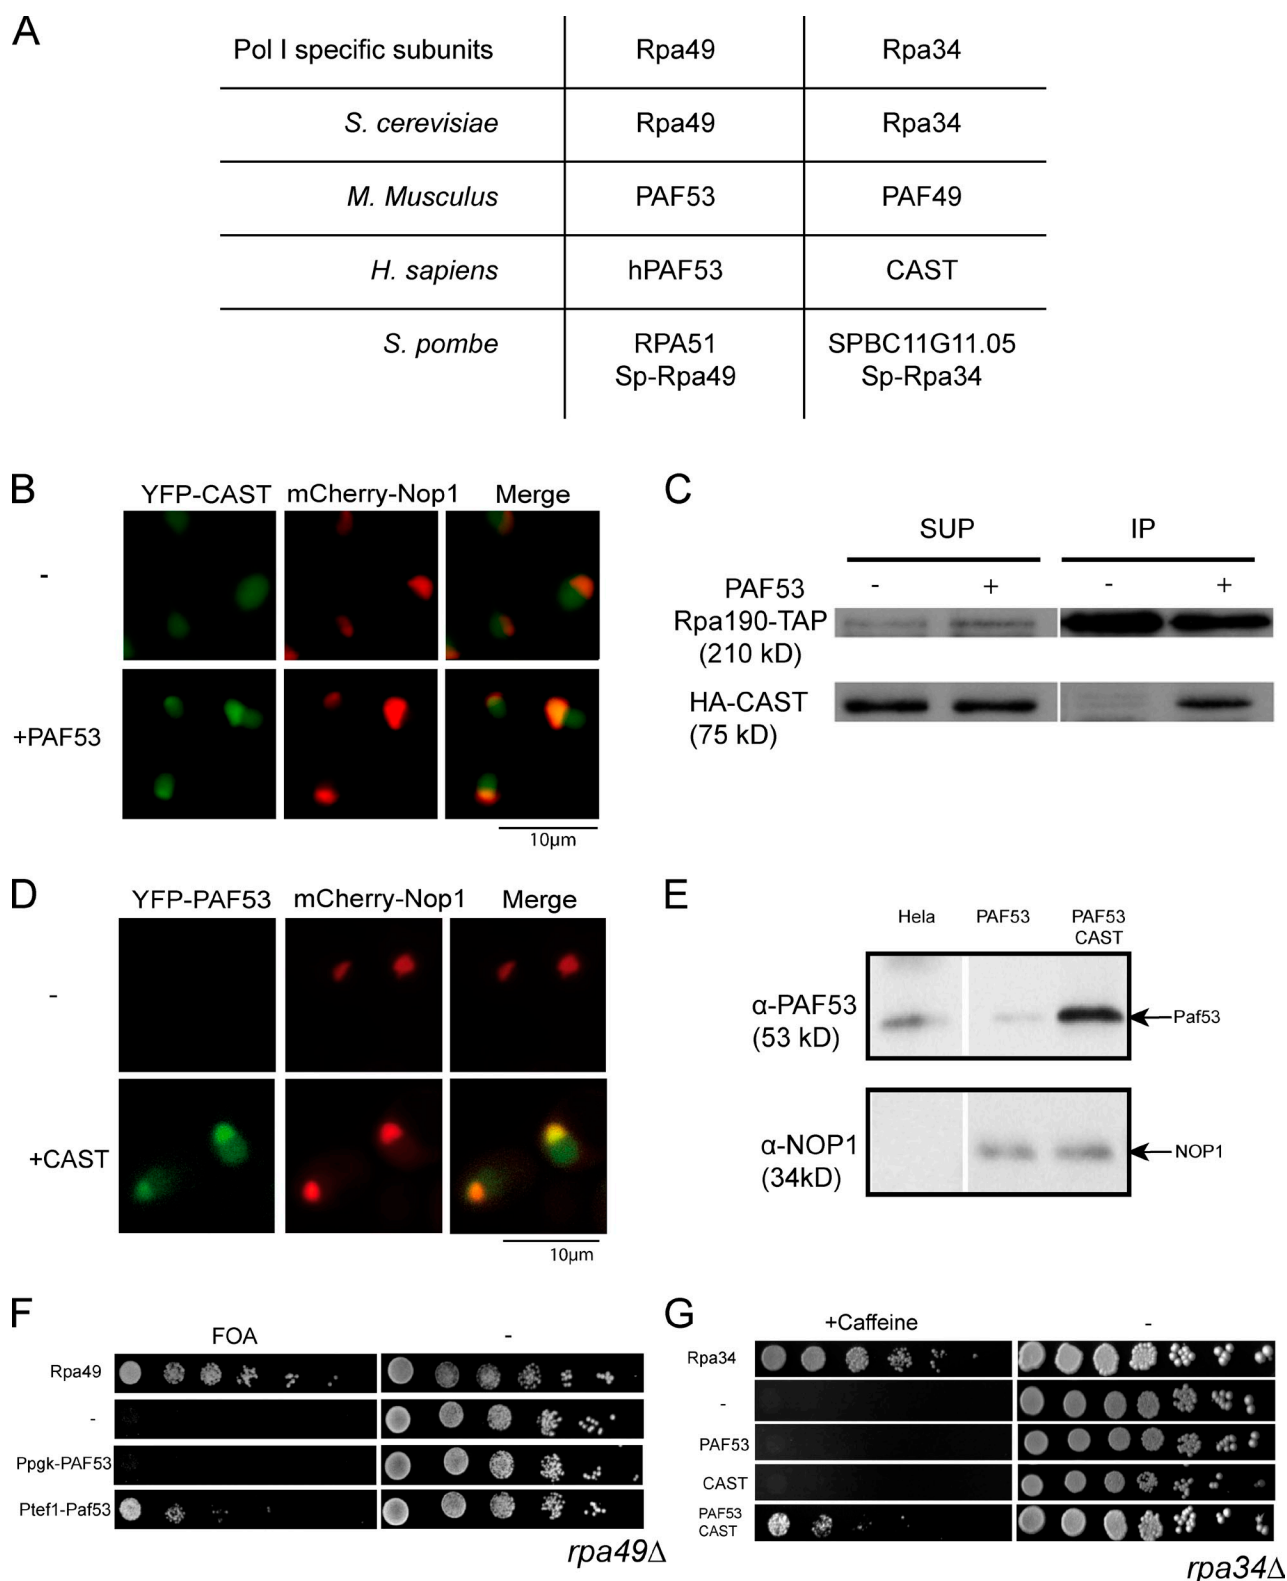 A
Pol I specific subunits Rpa49 Rpa34
S. cerevisiae Rpa49 Rpa34
M. Musculus PAF53 PAF49
H. sapiens hPAF53 CAST
S. pombe RPA51 SPBC11G11.05
Sp-Rpa49 Sp-Rpa34
B
YFP-CAST mCherry-Nop1 Merge
-
+PAF53
10µm
C
SUP IP
PAF53 - + - +
Rpa190-TAP
(210 kD)
HA-CAST
(75 kD)
D
YFP-PAF53 mCherry-Nop1 Merge
-
+CAST
10µm
E
Hela PAF53 PAF53
CAST
α-PAF53
(53 kD)
Paf53
α-NOP1
(34kD)
NOP1
F
FOA -
Rpa49
-
Ppgk-PAF53
Ptef1-Paf53
rpa49Δ
G
+Caffeine -
Rpa34
-
PAF53
CAST
PAF53
CAST
rpa34Δ